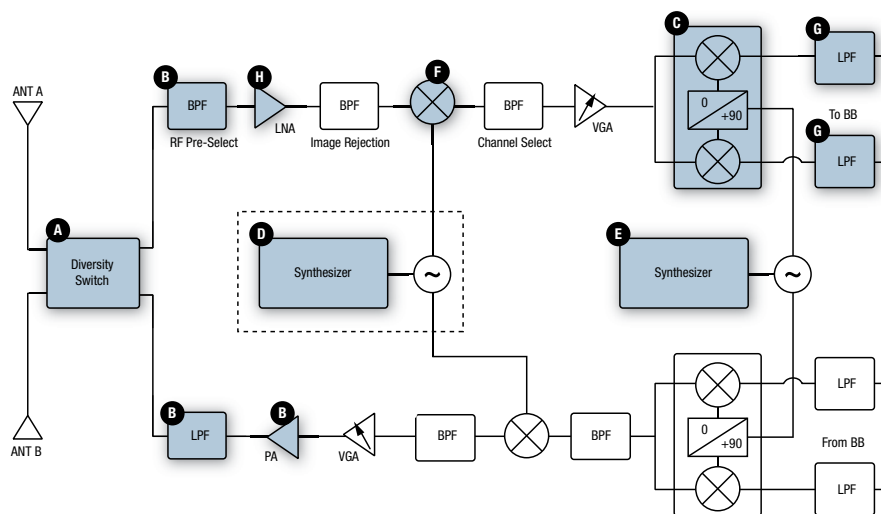 C
G
B
H
F
ANT A
BPF
LNA
BPF
BPF
VGA
0
+90
LPF
RF Pre-Select
Image Rejection
Channel Select
To BB
G
LPF
A
Diversity
Switch
D
Synthesizer
~
E
Synthesizer
~
B
LPF
B
PA
VGA
BPF
BPF
0
+90
LPF
From BB
LPF
ANT B